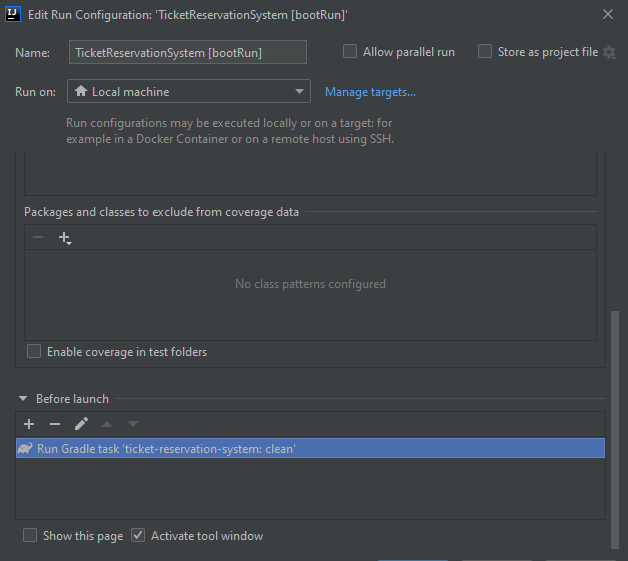 IJ
Edit Run Configuration: 'TicketReservationSystem [bootRun]'
Name: TicketReservationSystem [bootRun] Allow parallel run Store as project file
Run on: Local machine Manage targets...
Run configurations may be executed locally or on a target: for
example in a Docker Container or on a remote host using SSH.
Packages and classes to exclude from coverage data
No class patterns configured
Enable coverage in test folders
Before launch
Run Gradle task 'ticket-reservation-system: clean'
Show this page Activate tool window